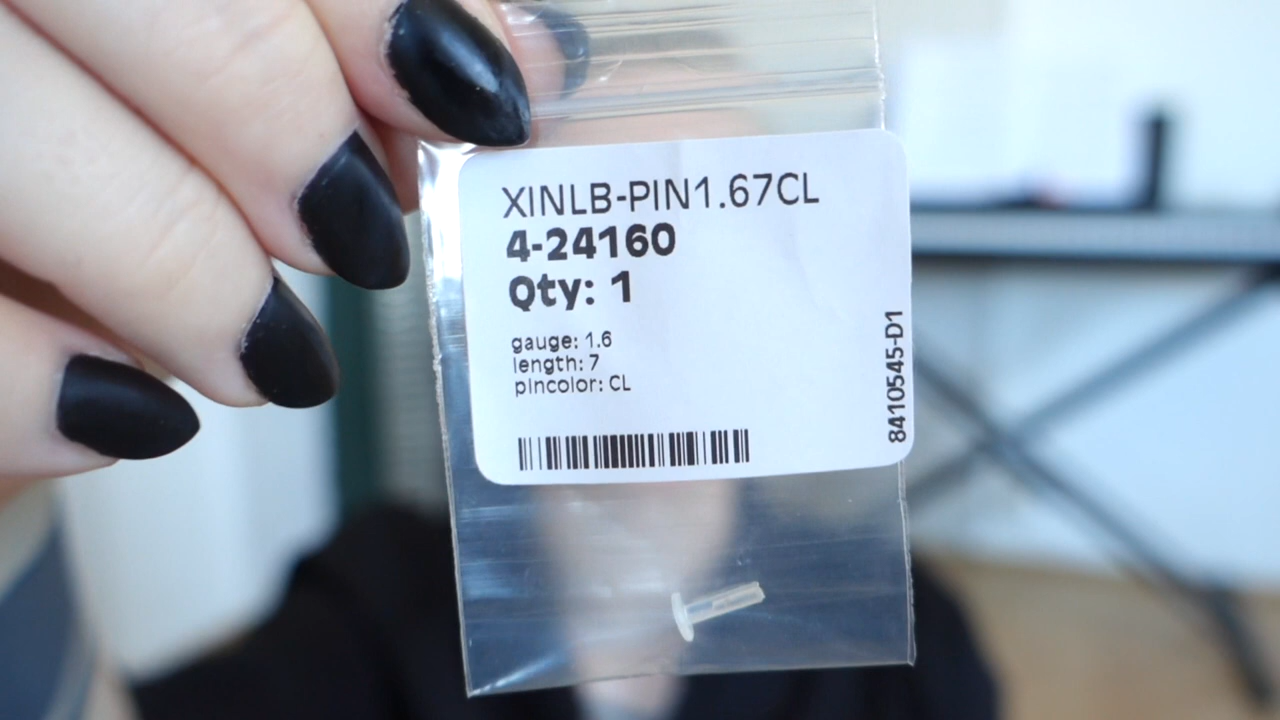 XINLB-PIN1.67CL
4-24160
Qty: 1
gauge: 1.6
length: 7
pincolor: CL
8410545-D1